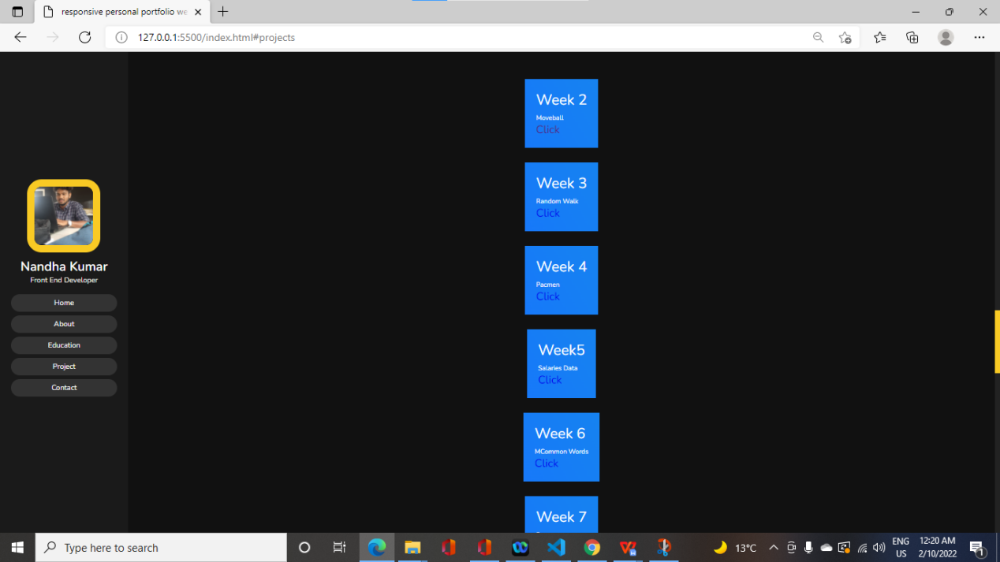 responsive personal portfolio we
127.0.0.1:5500/index.html#projects
Nandha Kumar
Front End Developer
Home
About
Education
Project
Contact
Week 2
Moveball
Click
Week 3
Random Walk
Click
Week 4
Pacmen
Click
Week5
Salaries Data
Click
Week 6
MCommon Words
Click
Week 7
Type here to search
13°C
ENG
US
12:20 AM
2/10/2022
1